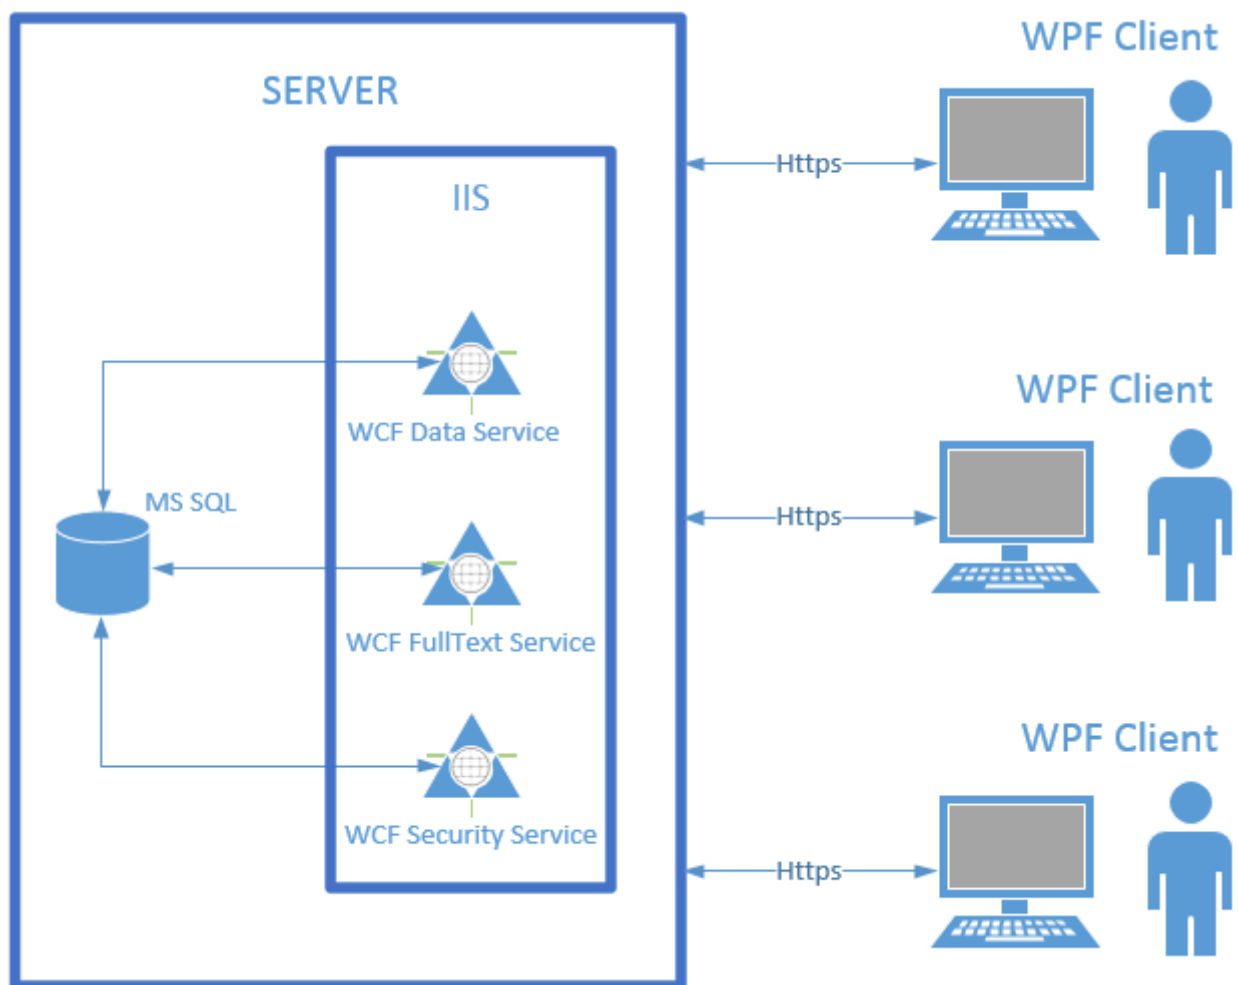 WPF Client
SERVER
Https
IIS
WPF Client
WCF Data Service
MS SQL
Https
WCF FullText Service
WPF Client
WCF Security Service
Https